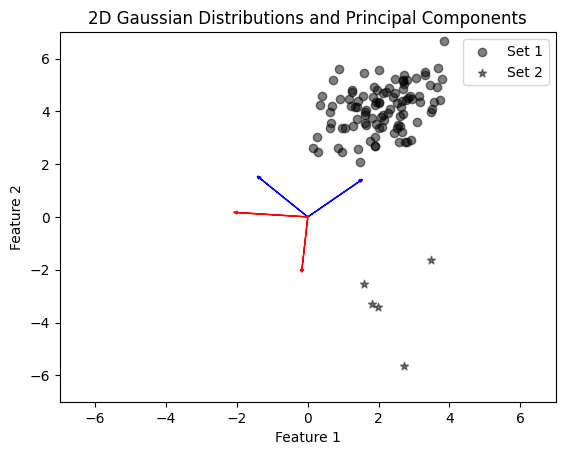 2D Gaussian Distributions and Principal Components
Set 1
Set 2
6
4
2
0
−2
−4
−6
Feature 2
−6
−4
−2
0
2
4
6
Feature 1